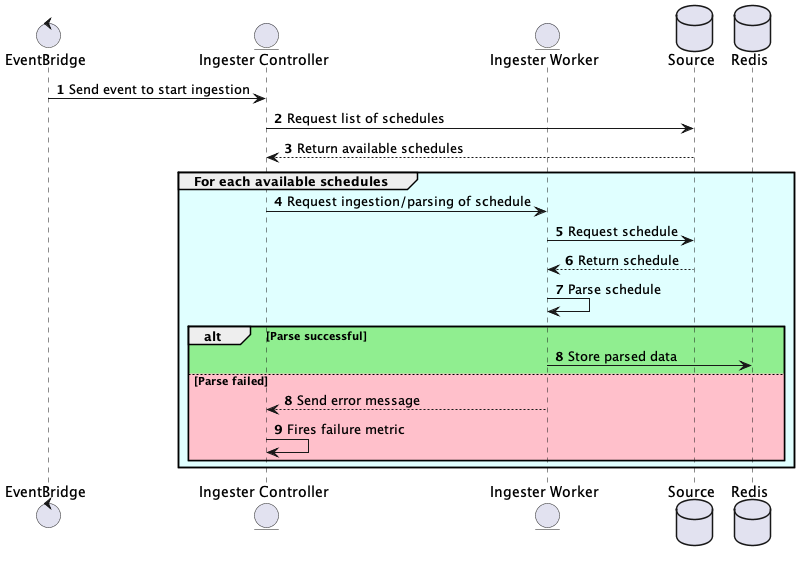 EventBridge Ingester Controller Ingester Worker Source Redis
1 Send event to start ingestion
2 Request list of schedules
3 Return available schedules
For each available schedules
4 Request ingestion/parsing of schedule
5 Request schedule
6 Return schedule
7 Parse schedule
alt [Parse successful]
8 Store parsed data
[Parse failed]
8 Send error message
9 Fires failure metric
EventBridge Ingester Controller Ingester Worker Source Redis